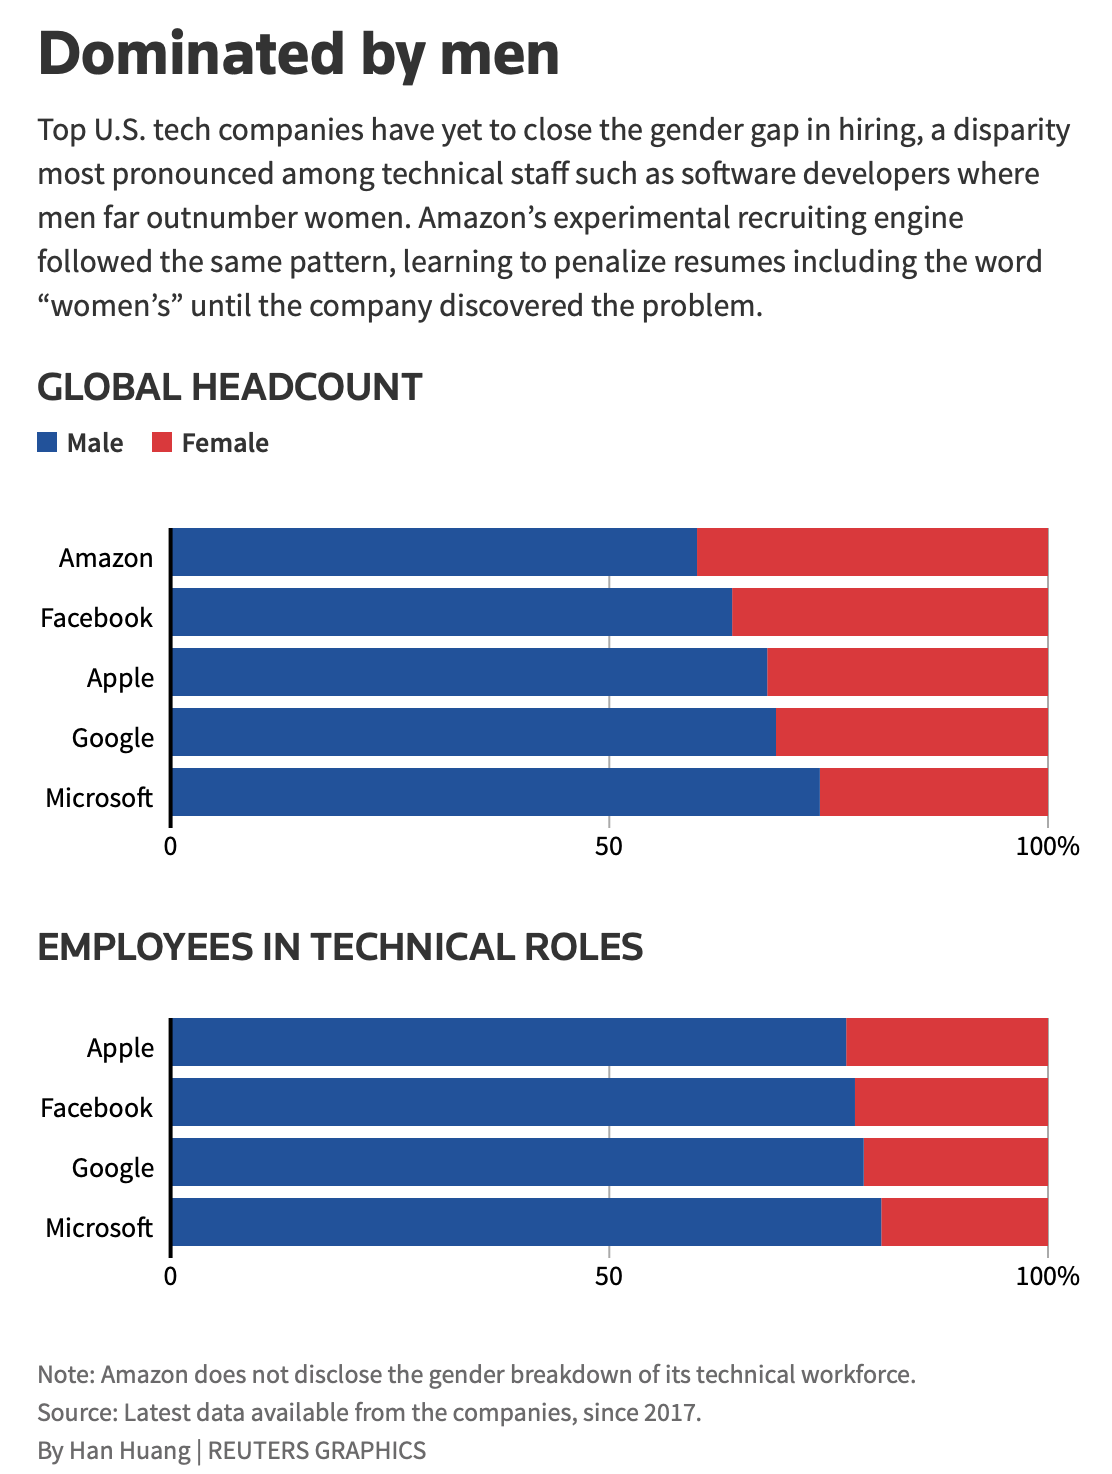 Dominated by men
Top U.S. tech companies have yet to close the gender gap in hiring, a disparity
most pronounced among technical staff such as software developers where
men far outnumber women. Amazon’s experimental recruiting engine
followed the same pattern, learning to penalize resumes including the word
“women’s” until the company discovered the problem.
GLOBAL HEADCOUNT
Male Female
Amazon
Facebook
Apple
Google
Microsoft
0 50 100%
EMPLOYEES IN TECHNICAL ROLES
Apple
Facebook
Google
Microsoft
0 50 100%
Note: Amazon does not disclose the gender breakdown of its technical workforce.
Source: Latest data available from the companies, since 2017.
By Han Huang | REUTERS GRAPHICS